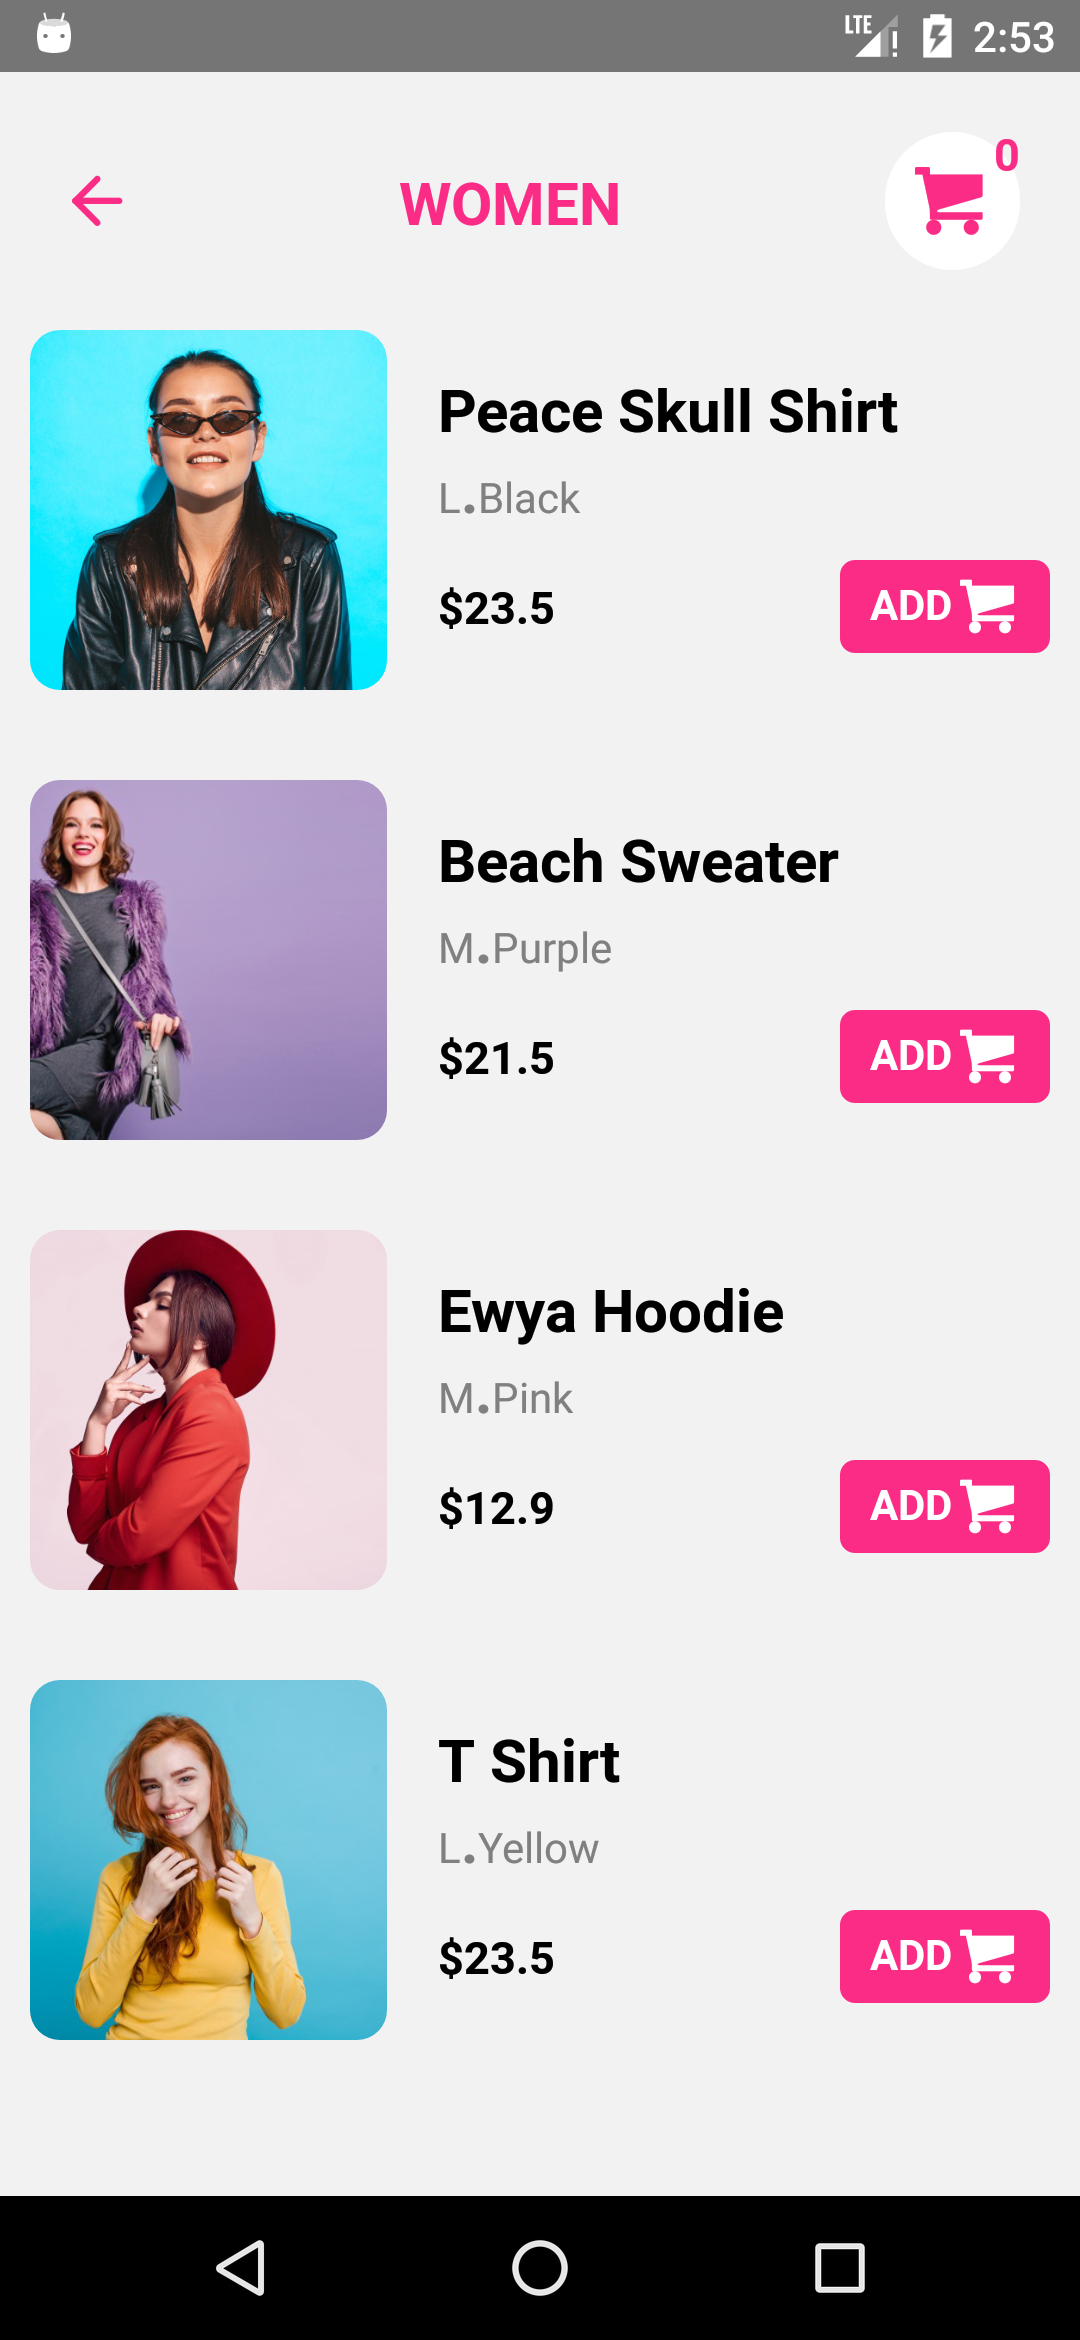 LTE 2:53
WOMEN
0
Peace Skull Shirt
L.Black
$23.5
ADD
Beach Sweater
M.Purple
$21.5
ADD
Ewya Hoodie
M.Pink
$12.9
ADD
T Shirt
L.Yellow
$23.5
ADD